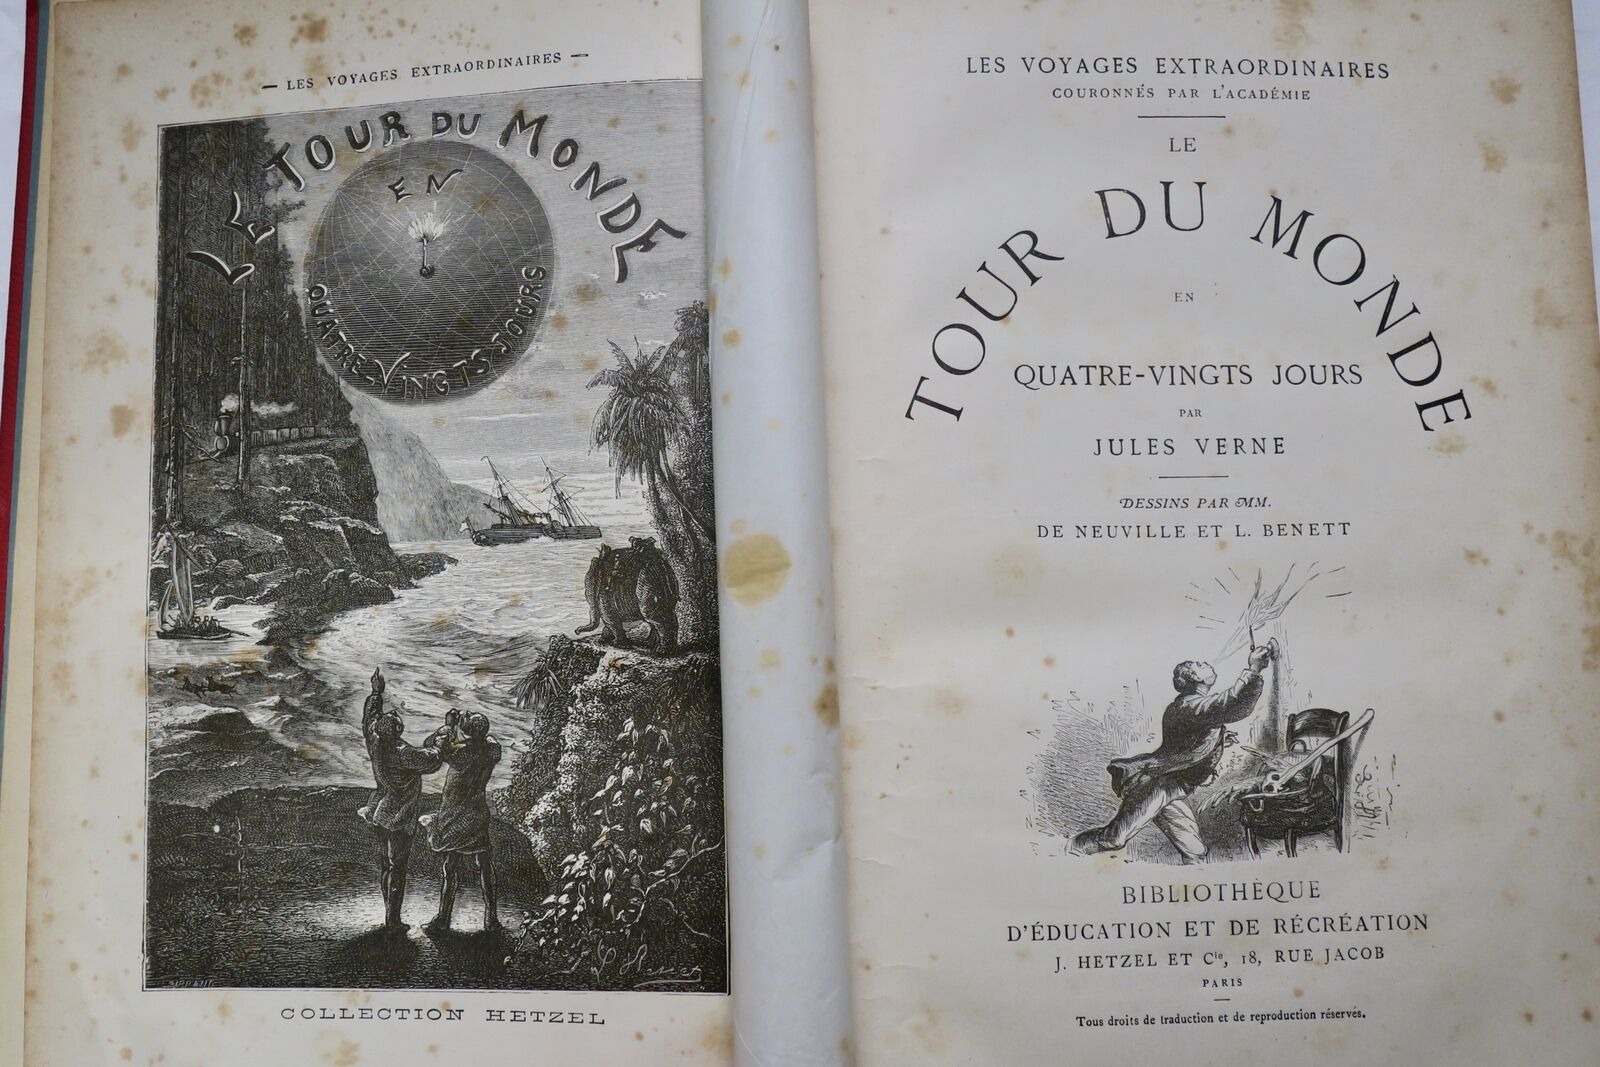 — LES VOYAGES EXTRAORDINAIRES —
LE TOUR DU MONDE
EN
QUATRE-VINGTS JOURS
COLLECTION HETZEL
LES VOYAGES EXTRAORDINAIRES
COURONNÉS PAR L'ACADÉMIE
LE
TOUR DU MONDE
EN
QUATRE-VINGTS JOURS
PAR
JULES VERNE
DESSINS PAR MM.
DE NEUVILLE ET L. BENETT
BIBLIOTHÈQUE
D'ÉDUCATION ET DE RÉCRÉATION
J. HETZEL ET Cie, 18, RUE JACOB
PARIS
Tous droits de traduction et de reproduction réservés.